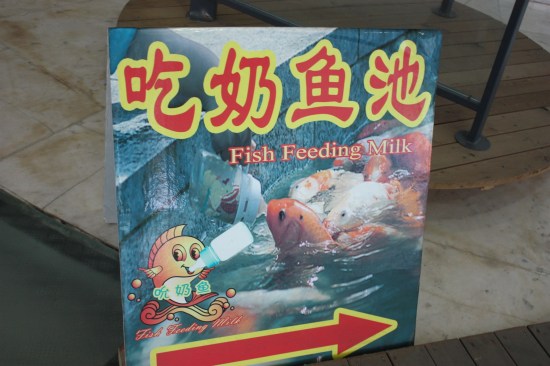 吃奶鱼池
Fish Feeding Milk
吃奶鱼
Fish Feeding Milk